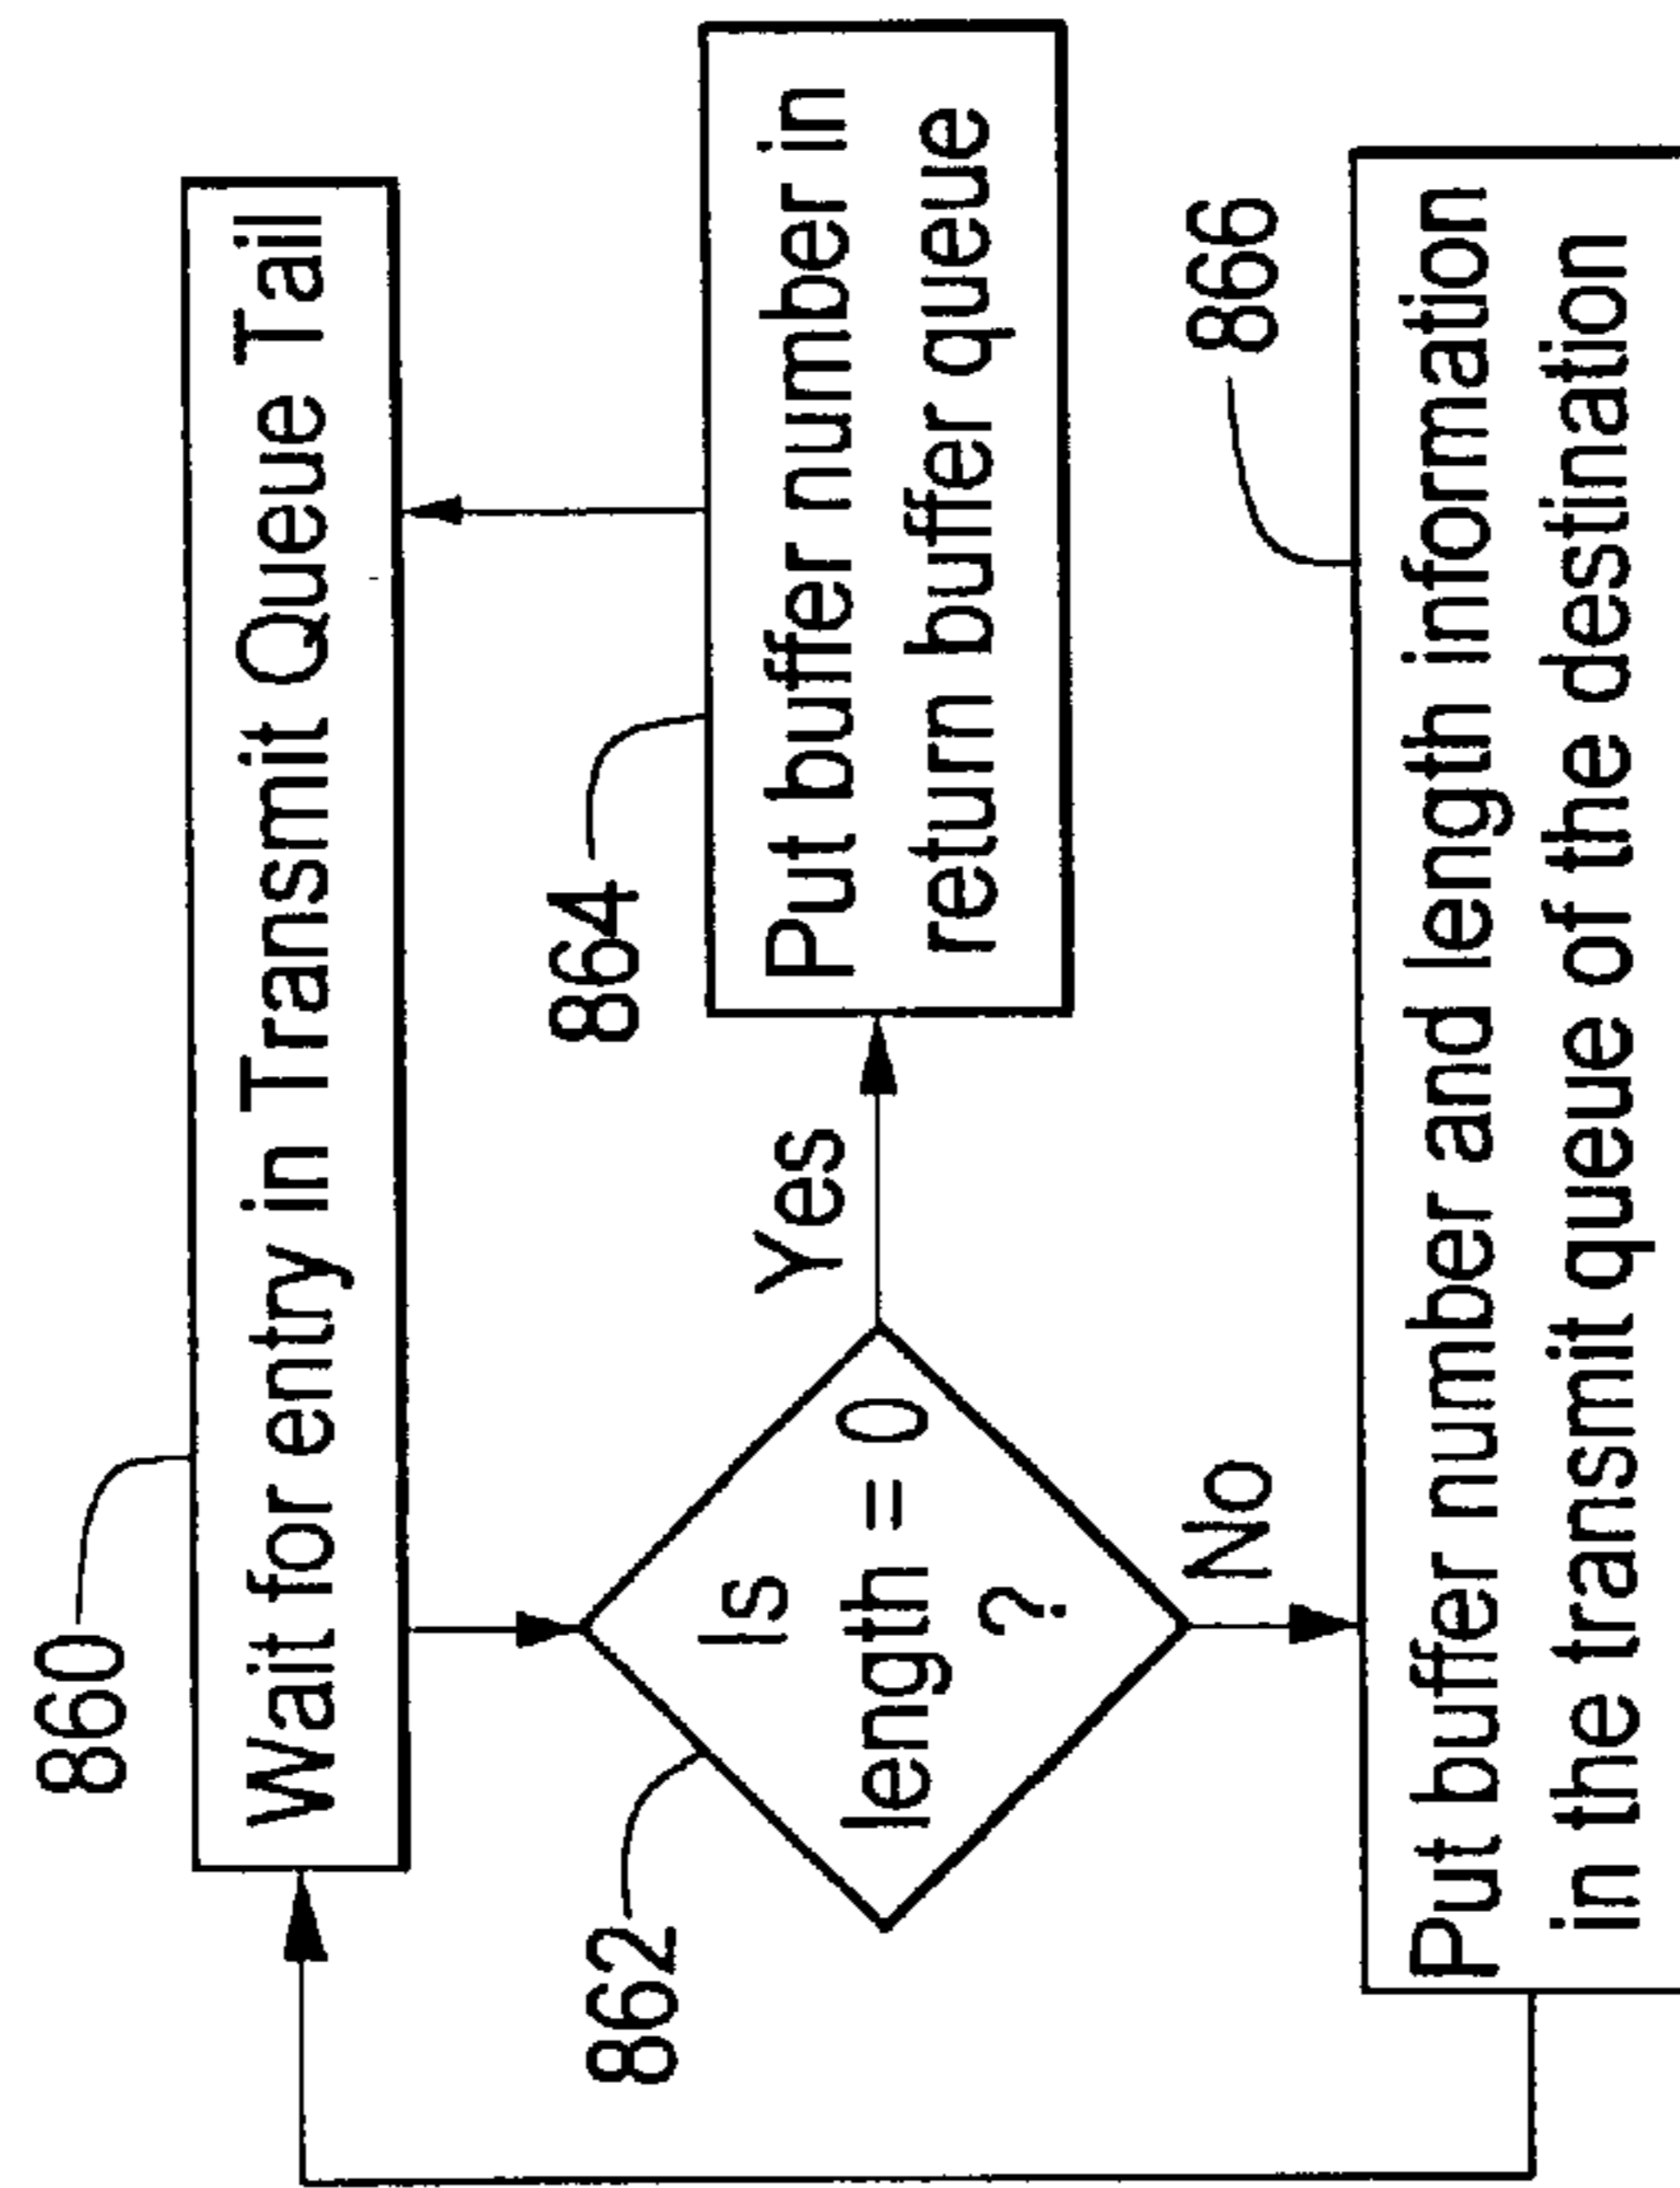 860
Wait for entry in Transmit Queue Tail
862
Is
length = 0
?
Yes
864
Put buffer number in
return buffer queue
No
866
Put buffer number and length information
in the transmit queue of the destination